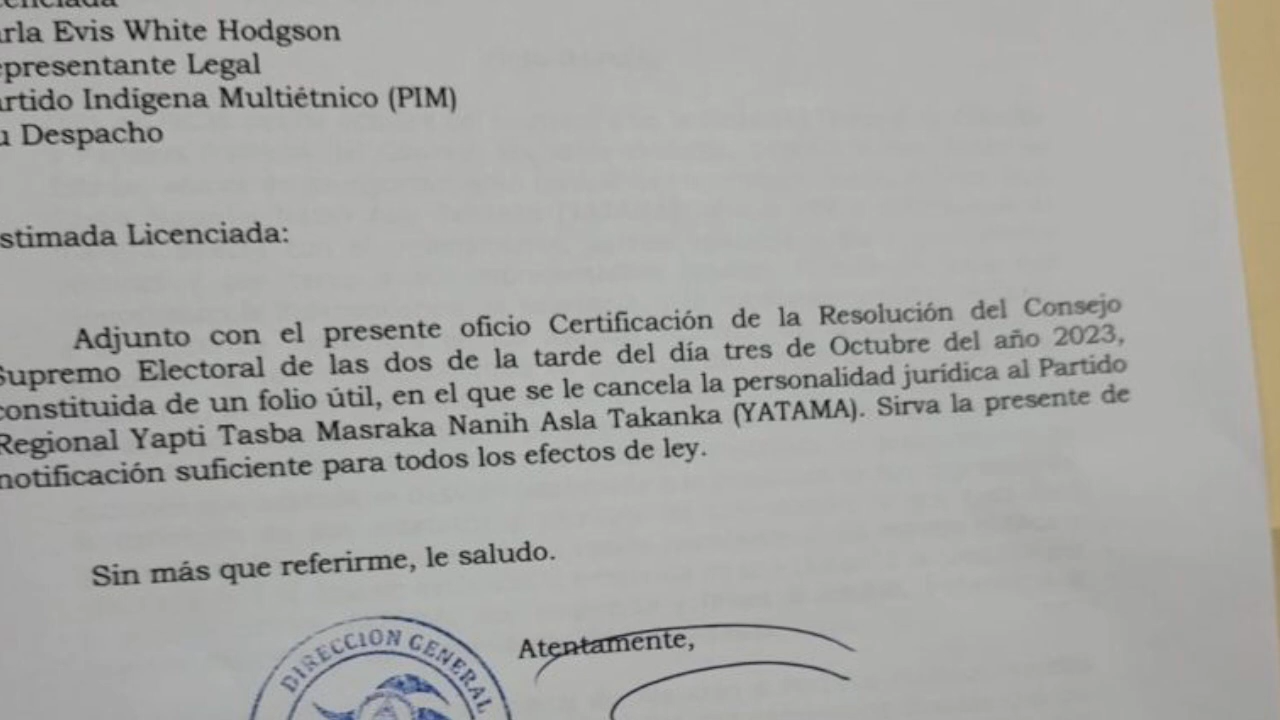 enciada
arla Evis White Hodgson
epresentante Legal
artido Indígena Multiétnico (PIM)
u Despacho
stimada Licenciada:
Adjunto con el presente oficio Certificación de la Resolución del Consejo
Supremo Electoral de las dos de la tarde del día tres de Octubre del año 2023,
constituida de un folio útil, en el que se le cancela la personalidad jurídica al Partido
Regional Yapti Tasba Masraka Nanih Asla Takanka (YATAMA). Sirva la presente de
notificación suficiente para todos los efectos de ley.
Sin más que referirme, le saludo.
Atentamente,
DIRECCION GENERAL